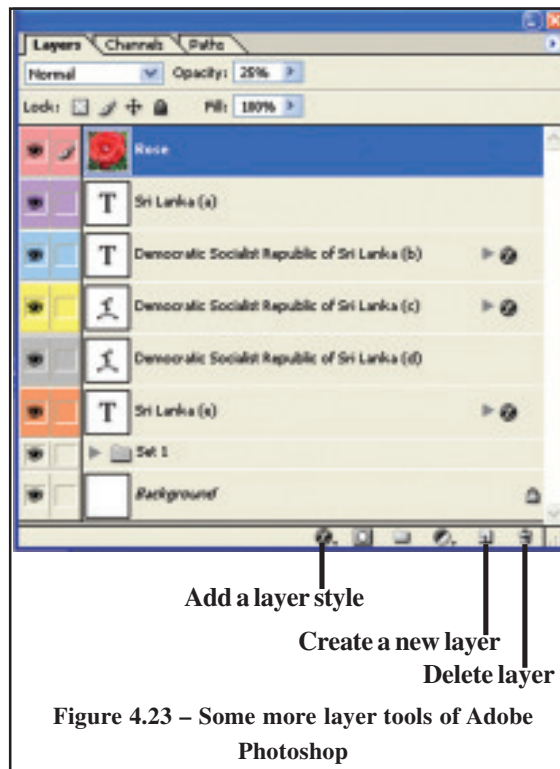 Layers Channels Paths
Normal Opacity: 25%
Lock: Fill: 100%
Rose
T Sri Lanka (a)
T Democratic Socialist Republic of Sri Lanka (b)
Democratic Socialist Republic of Sri Lanka (c)
Democratic Socialist Republic of Sri Lanka (d)
T Sri Lanka (e)
Set 1
Background
Add a layer style
Create a new layer
Delete layer
Figure 4.23 – Some more layer tools of Adobe
Photoshop